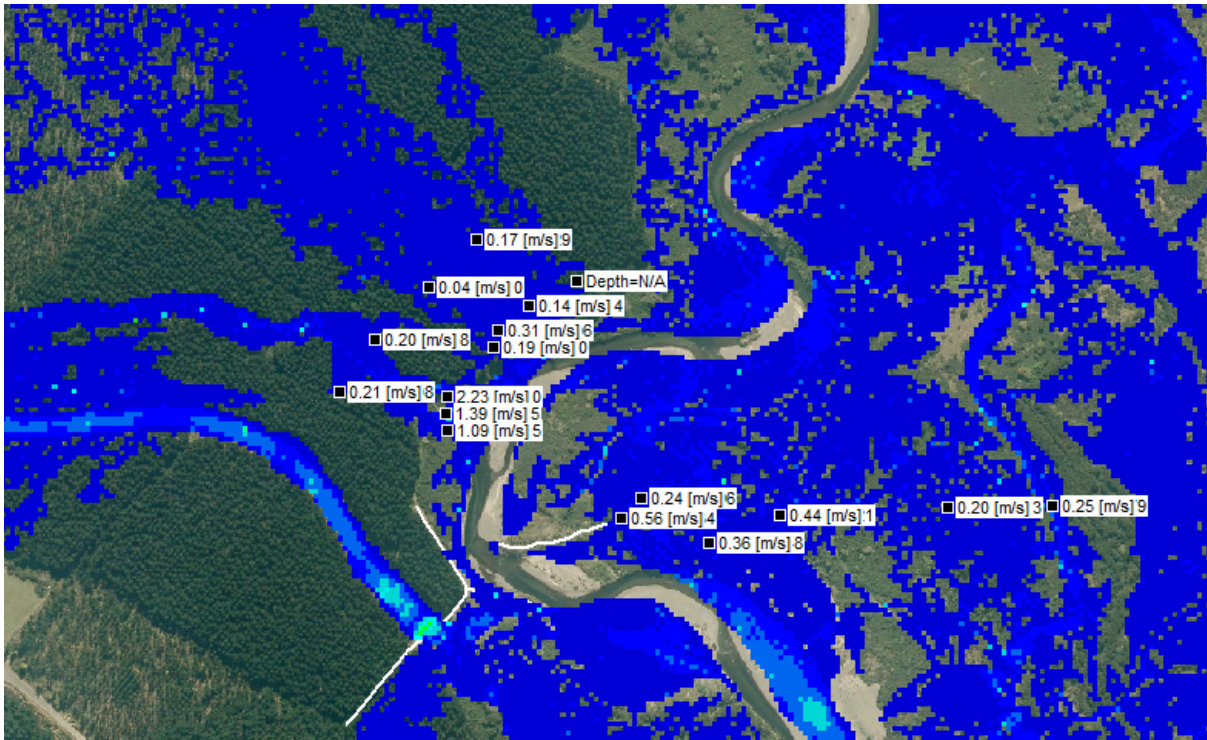 0.17 [m/s] 9
Depth=N/A
0.04 [m/s] 0
0.14 [m/s] 4
0.31 [m/s] 6
0.20 [m/s] 8
0.19 [m/s] 0
0.21 [m/s] 8
2.23 [m/s] 0
1.39 [m/s] 5
1.09 [m/s] 5
0.24 [m/s] 6
0.56 [m/s] 4
0.44 [m/s] 1
0.20 [m/s] 3
0.25 [m/s] 9
0.36 [m/s] 8